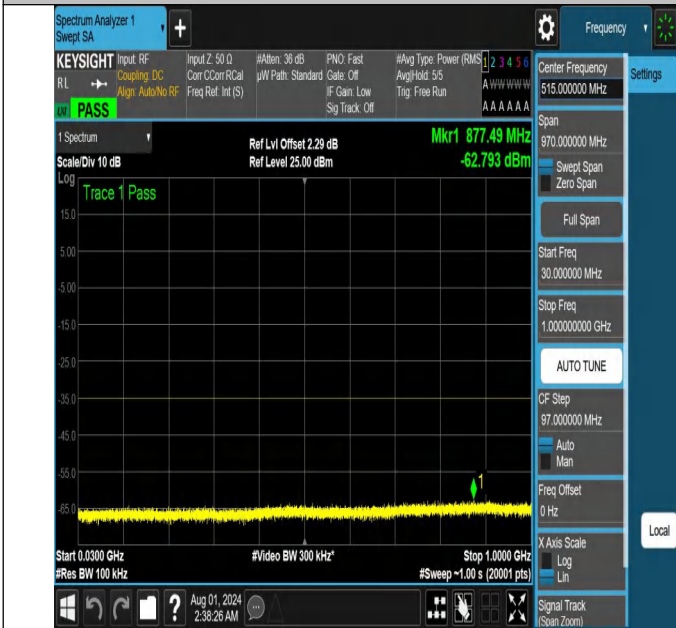 Spectrum Analyzer 1
Swept SA
+
Frequency
KEYSIGHT
RL
Input: RF
Coupling: DC
Align: Auto/No RF
Input Z: 50 Ω
Corr CCorr RCal
Freq Ref: Int (S)
#Atten: 36 dB
µW Path: Standard
PNO: Fast
Gate: Off
IF Gain: Low
Sig Track: Off
#Avg Type: Power (RMS
Avg|Hold: 5/5
Trig: Free Run
1 2 3 4 5 6
A W W W W W
A A A A A A
PASS
1 Spectrum
Scale/Div 10 dB
Ref Lvl Offset 2.29 dB
Ref Level 25.00 dBm
Mkr1 877.49 MHz
-62.793 dBm
Log
Trace 1 Pass
15.0
5.00
-5.00
-15.0
-25.0
-35.0
-45.0
-55.0
-65.0
1
Start 0.0300 GHz
#Res BW 100 kHz
#Video BW 300 kHz*
Stop 1.0000 GHz
#Sweep ~1.00 s (20001 pts)
Center Frequency
515.000000 MHz
Settings
Span
970.000000 MHz
Swept Span
Zero Span
Full Span
Start Freq
30.000000 MHz
Stop Freq
1.000000000 GHz
AUTO TUNE
CF Step
97.000000 MHz
Auto
Man
Freq Offset
0 Hz
Local
X Axis Scale
Log
Lin
Signal Track
(Span Zoom)
?
Aug 01, 2024
2:38:26 AM